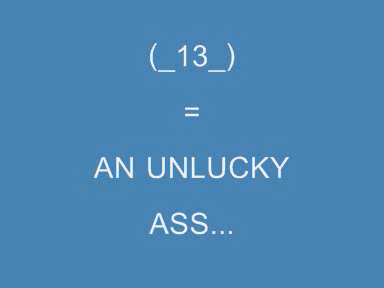 (_13_)
=
AN UNLUCKY
ASS...